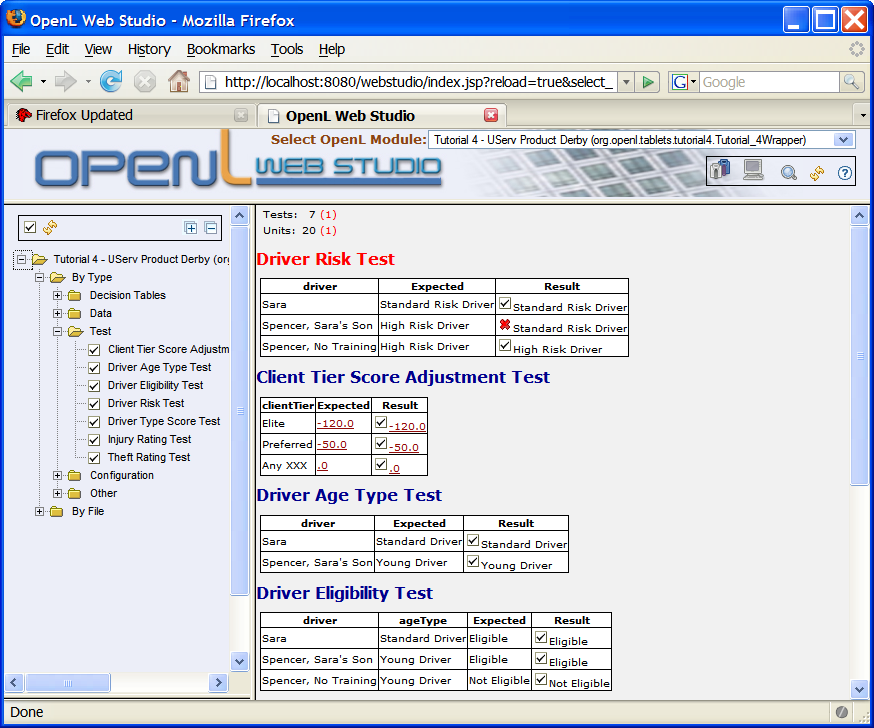 OpenL Web Studio - Mozilla Firefox
File Edit View History Bookmarks Tools Help
http://localhost:8080/webstudio/index.jsp?reload=true&select_
G Google
Firefox Updated
OpenL Web Studio
OPENL WEB STUDIO
Select OpenL Module: Tutorial 4 - UServ Product Derby (org.openl.tablets.tutorial4.Tutorial_4Wrapper)
Tutorial 4 - UServ Product Derby (org
By Type
Decision Tables
Data
Test
Client Tier Score Adjustm
Driver Age Type Test
Driver Eligibility Test
Driver Risk Test
Driver Type Score Test
Injury Rating Test
Theft Rating Test
Configuration
Other
By File
Tests: 7 (1)
Units: 20 (1)
Driver Risk Test
driver Expected Result
Sara Standard Risk Driver Standard Risk Driver
Spencer, Sara's Son High Risk Driver Standard Risk Driver
Spencer, No Training High Risk Driver High Risk Driver
Client Tier Score Adjustment Test
clientTier Expected Result
Elite -120.0 -120.0
Preferred -50.0 -50.0
Any XXX .0 .0
Driver Age Type Test
driver Expected Result
Sara Standard Driver Standard Driver
Spencer, Sara's Son Young Driver Young Driver
Driver Eligibility Test
driver ageType Expected Result
Sara Standard Driver Eligible Eligible
Spencer, Sara's Son Young Driver Eligible Eligible
Spencer, No Training Young Driver Not Eligible Not Eligible
Done